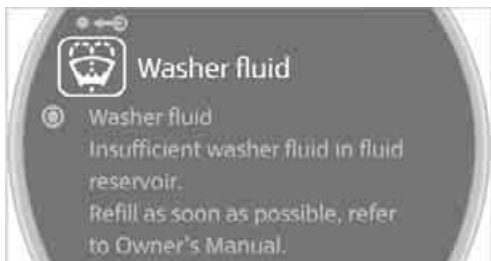 Washer fluid
Washer fluid
Insufficient washer fluid in fluid
reservoir.
Refill as soon as possible, refer
to Owner's Manual.